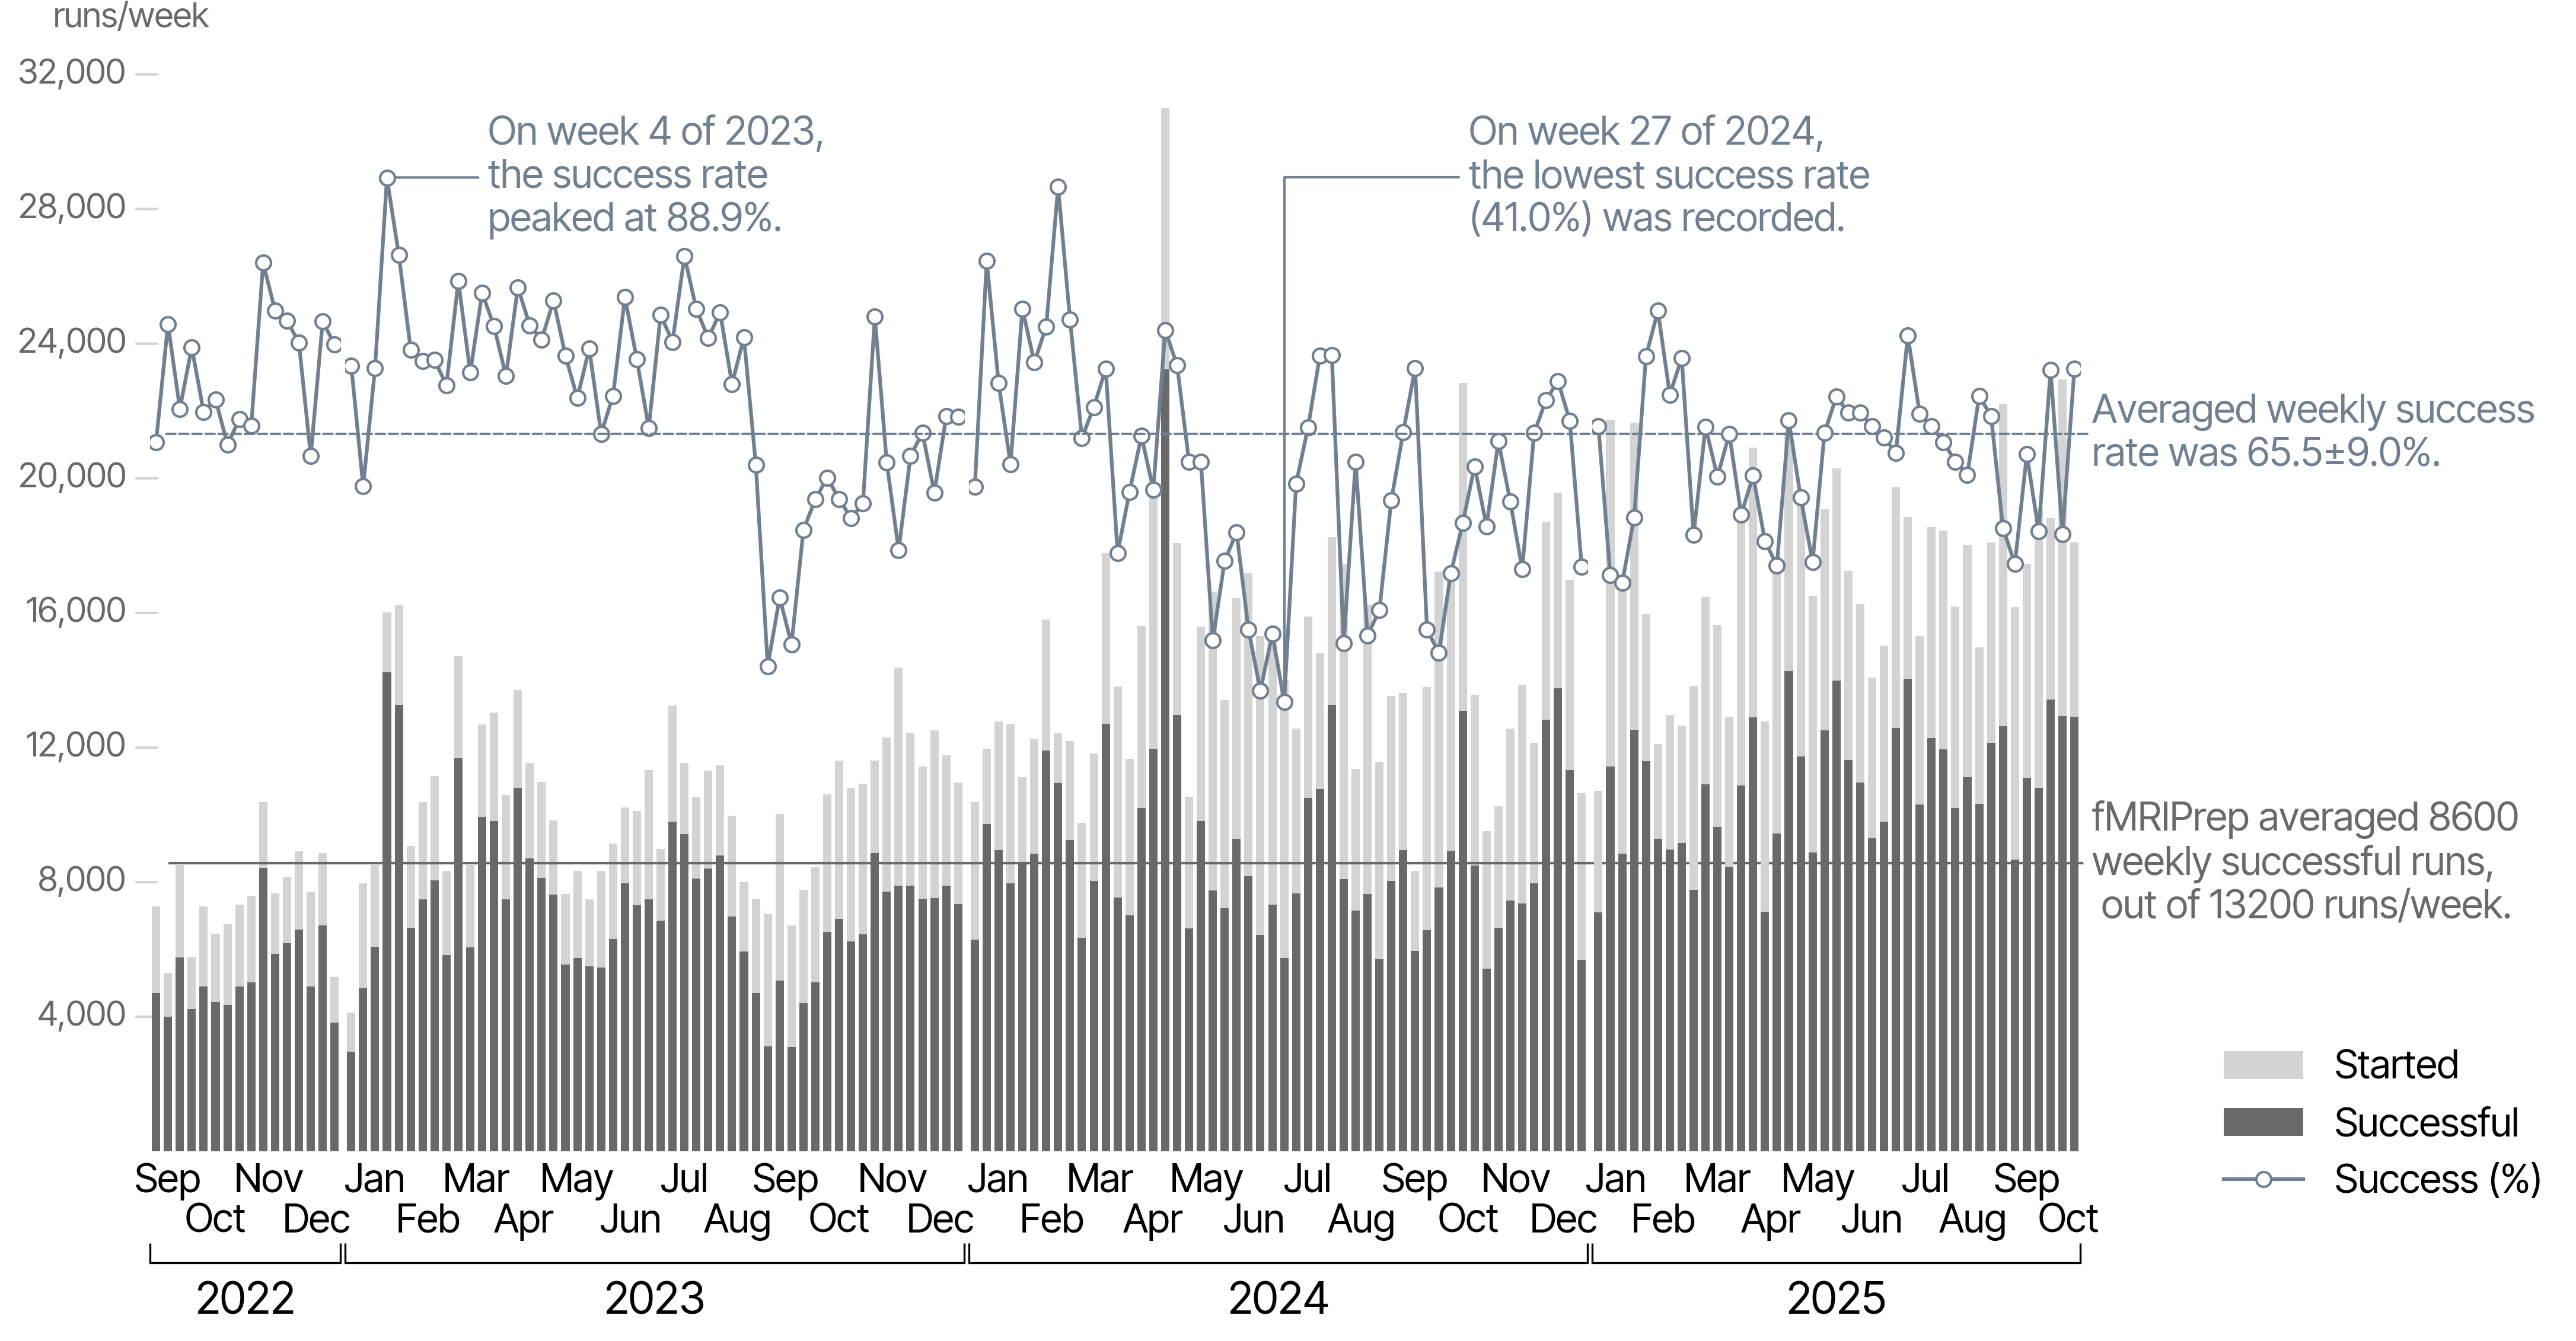 runs/week
32,000
28,000
24,000
20,000
16,000
12,000
8,000
4,000
On week 4 of 2023,
the success rate
peaked at 88.9%.
On week 27 of 2024,
the lowest success rate
(41.0%) was recorded.
Averaged weekly success
rate was 65.5±9.0%.
fMRIPrep averaged 8600
weekly successful runs,
out of 13200 runs/week.
Started
Successful
Success (%)
Sep Nov Jan Mar May Jul Sep Nov Jan Mar May Jul Sep Nov Jan Mar May Jul Sep
Oct Dec Feb Apr Jun Aug Oct Dec Feb Apr Jun Aug Oct Dec Feb Apr Jun Aug Oct
2022 2023 2024 2025